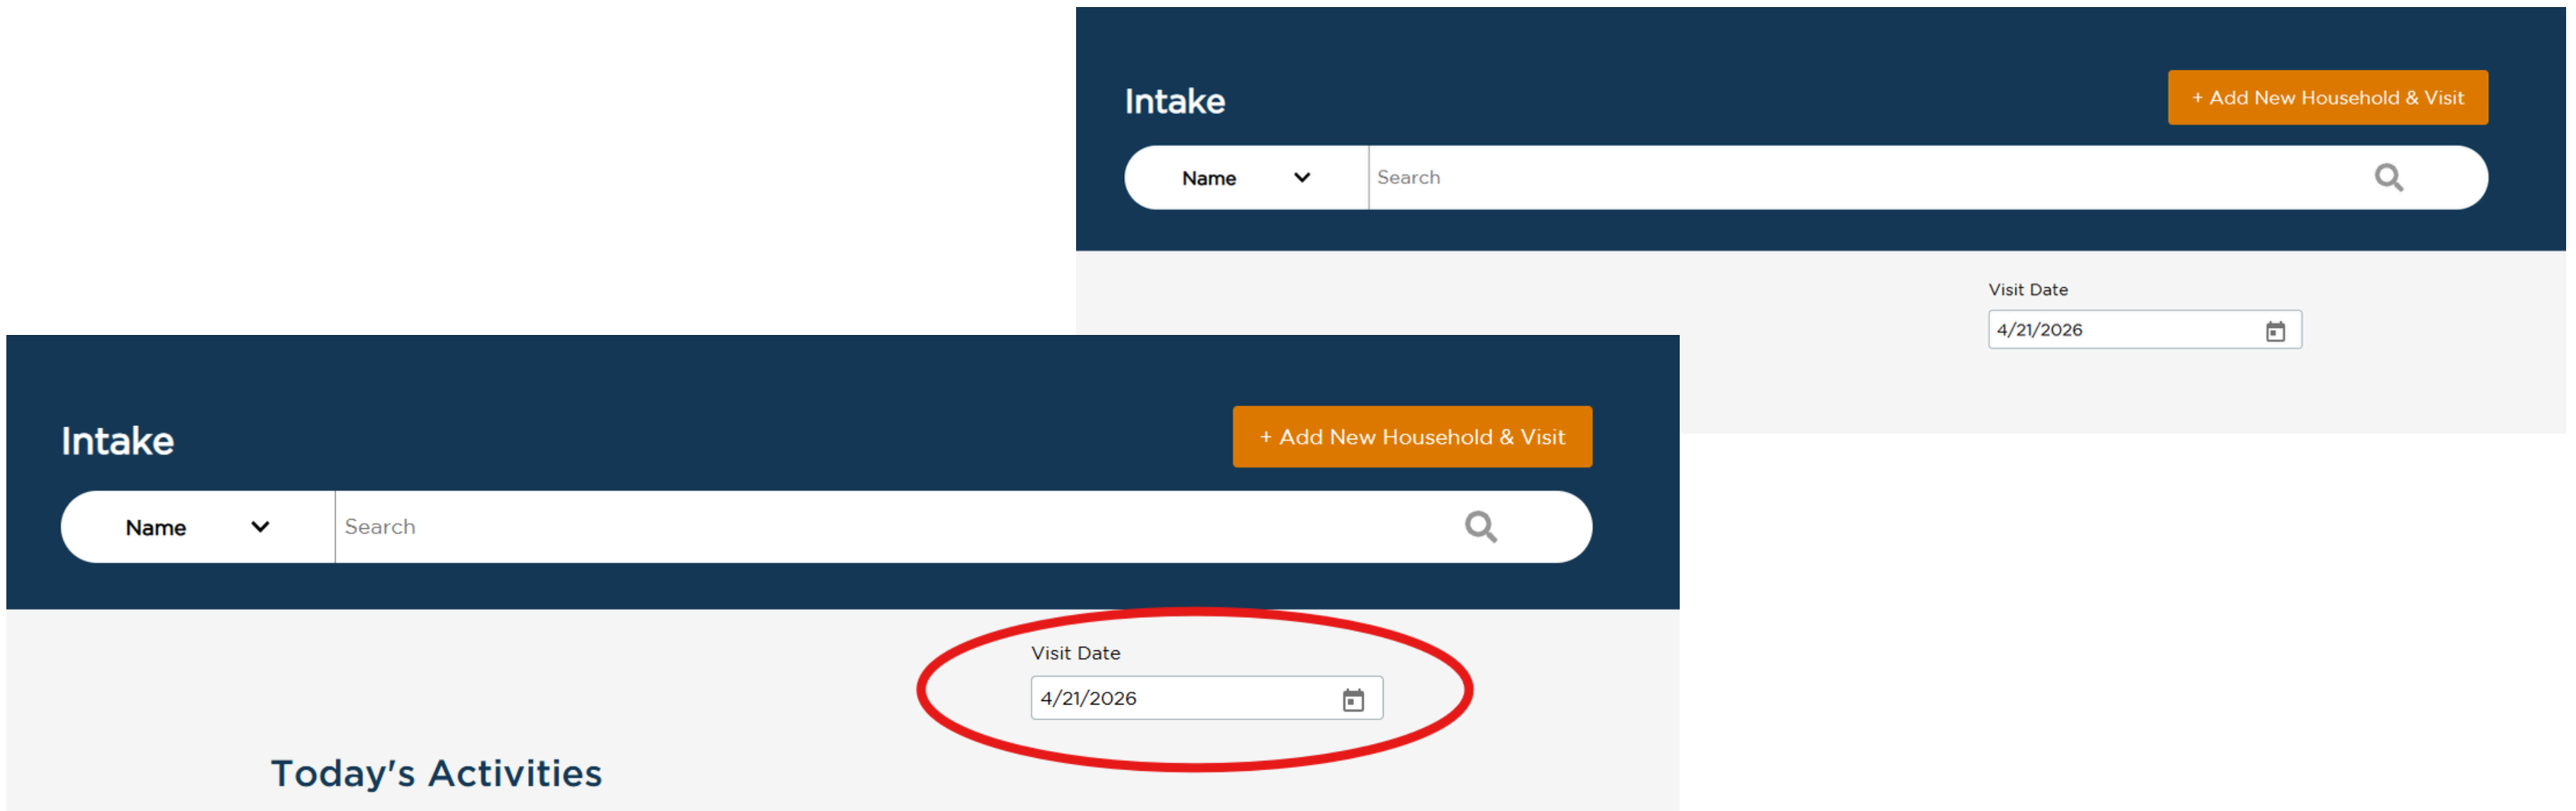 Intake
+ Add New Household & Visit
Name
Search
Visit Date
4/21/2026
Intake
+ Add New Household & Visit
Name
Search
Visit Date
4/21/2026
Today's Activities